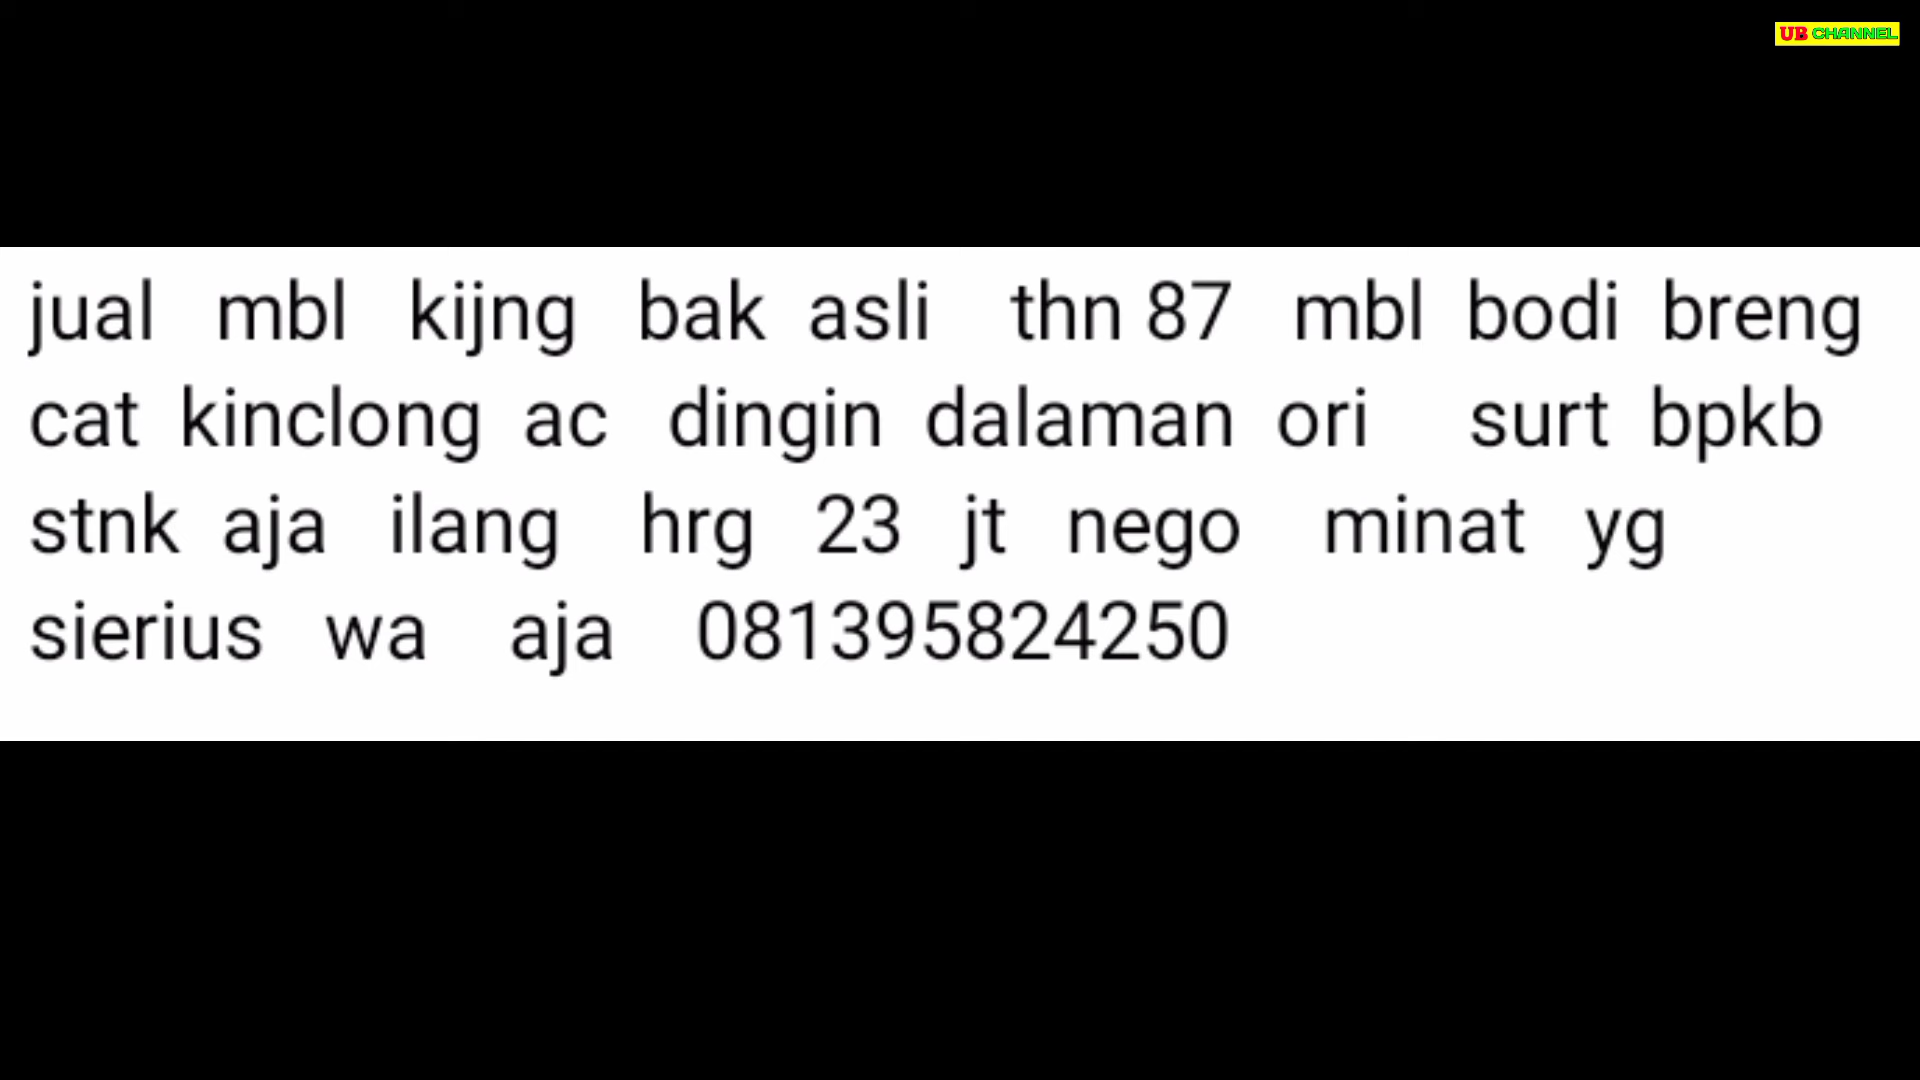 UB CHANNEL
jual mbl kijng bak asli thn 87 mbl bodi breng
cat kinclong ac dingin dalaman ori surt bpkb
stnk aja ilang hrg 23 jt nego minat yg
sierius wa aja 081395824250